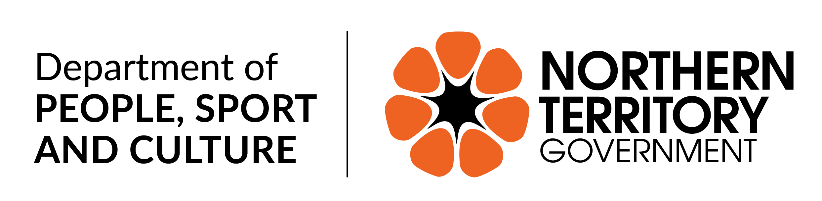 Department of
PEOPLE, SPORT
AND CULTURE
NORTHERN
TERRITORY
GOVERNMENT